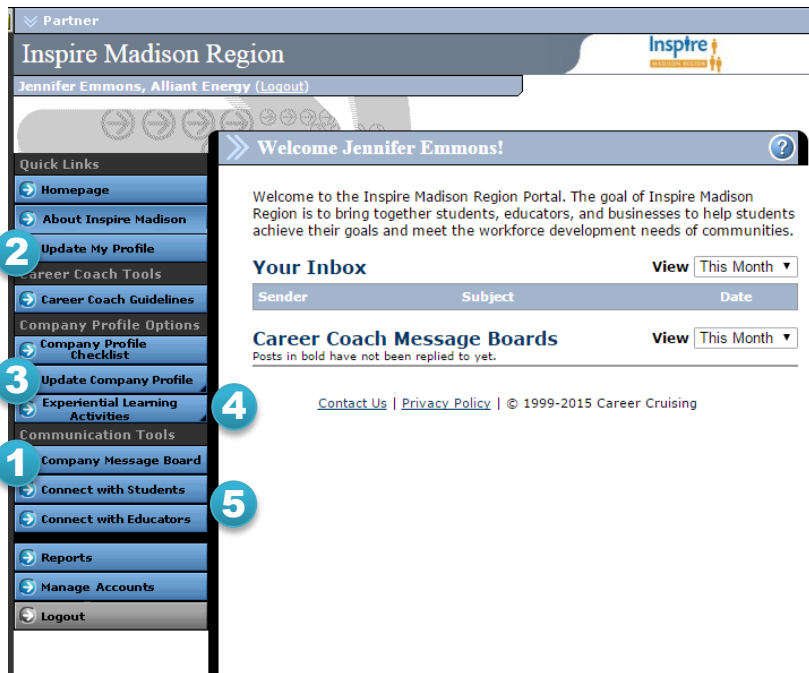 Partner
Inspire Madison Region
Inspire
MADISON REGION
Jennifer Emmons, Alliant Energy (Logout)
Quick Links
Homepage
About Inspire Madison
2
Update My Profile
Career Coach Tools
Career Coach Guidelines
Company Profile Options
Company Profile
Checklist
3
Update Company Profile
Experiential Learning
Activities
4
Communication Tools
1
Company Message Board
Connect with Students
5
Connect with Educators
Reports
Manage Accounts
Logout
Welcome Jennifer Emmons!
?
Welcome to the Inspire Madison Region Portal. The goal of Inspire Madison
Region is to bring together students, educators, and businesses to help students
achieve their goals and meet the workforce development needs of communities.
Your Inbox View This Month
Sender Subject Date
Career Coach Message Boards View This Month
Posts in bold have not been replied to yet.
Contact Us | Privacy Policy | © 1999-2015 Career Cruising